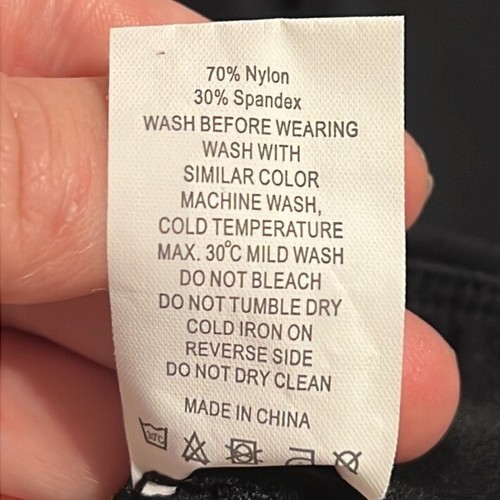 70% Nylon
30% Spandex
WASH BEFORE WEARING
WASH WITH
SIMILAR COLOR
MACHINE WASH,
COLD TEMPERATURE
MAX. 30°C MILD WASH
DO NOT BLEACH
DO NOT TUMBLE DRY
COLD IRON ON
REVERSE SIDE
DO NOT DRY CLEAN
MADE IN CHINA
30°C